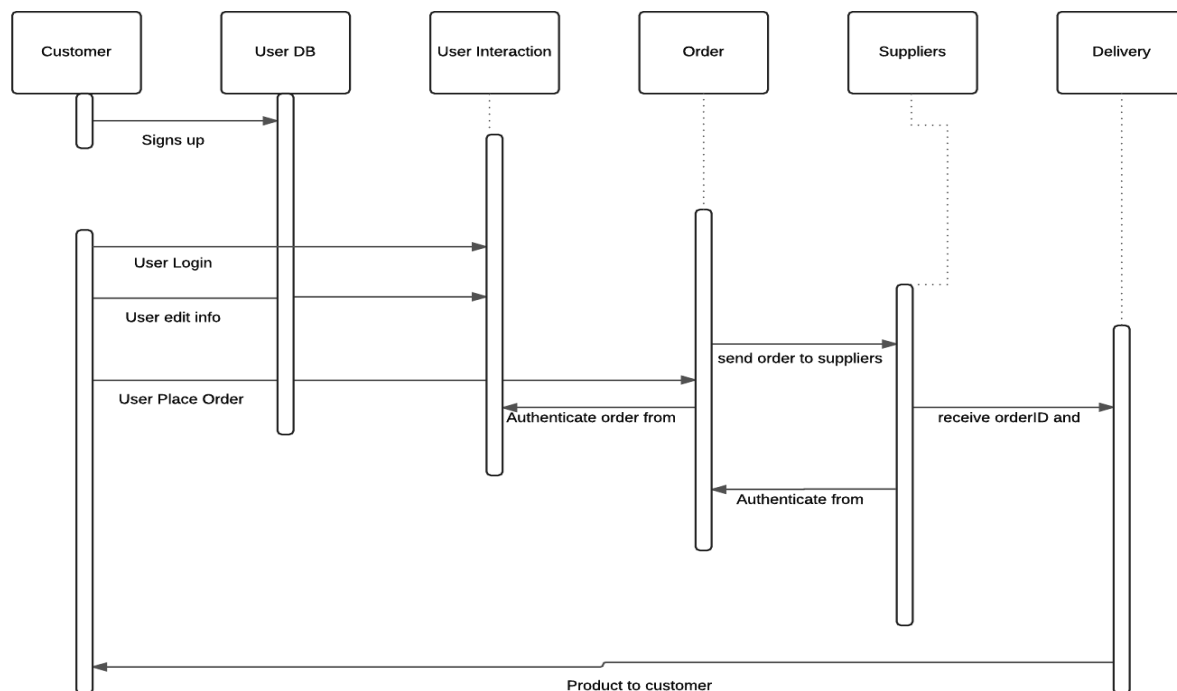 Customer
User DB
User Interaction
Order
Suppliers
Delivery
Signs up
User Login
User edit info
send order to suppliers
User Place Order
Authenticate order from
receive orderID and
Authenticate from
Product to customer